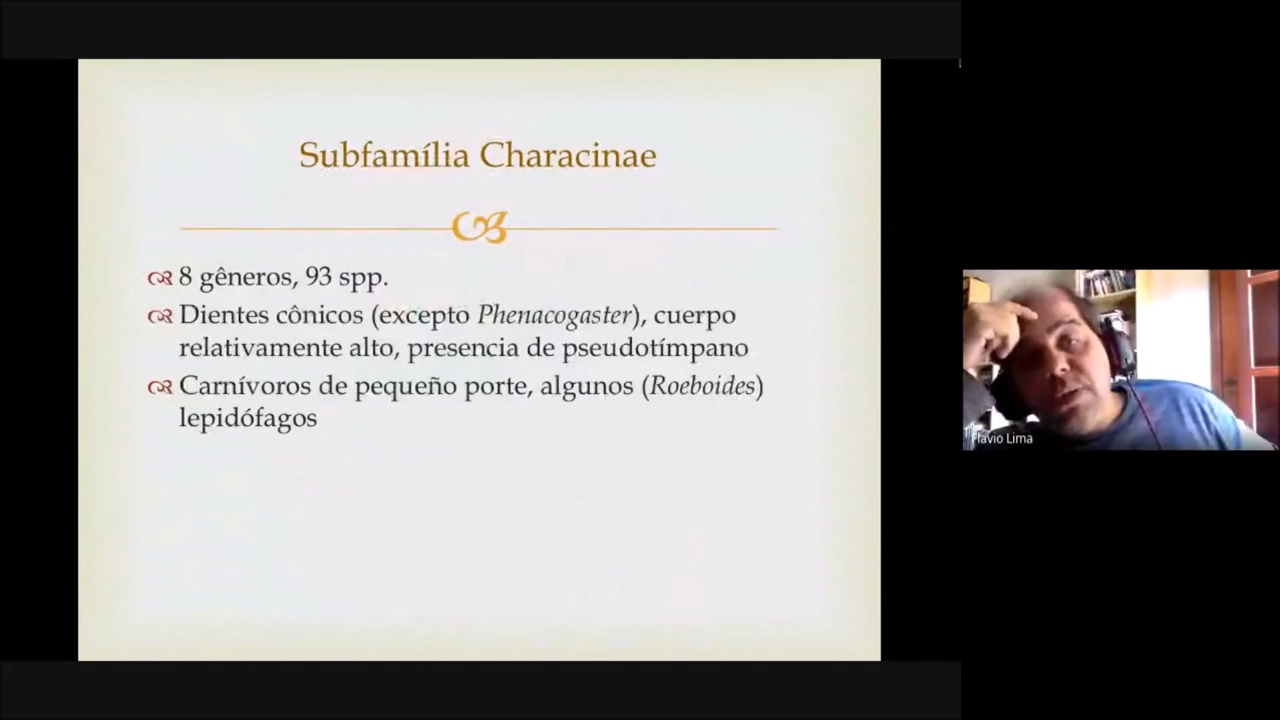 Subfamília Characinae
8 gêneros, 93 spp.
Dientes cônicos (excepto Phenacogaster), cuerpo
relativamente alto, presencia de pseudotímpano
Carnívoros de pequeño porte, algunos (Roeboides)
lepidófagos
Flavio Lima